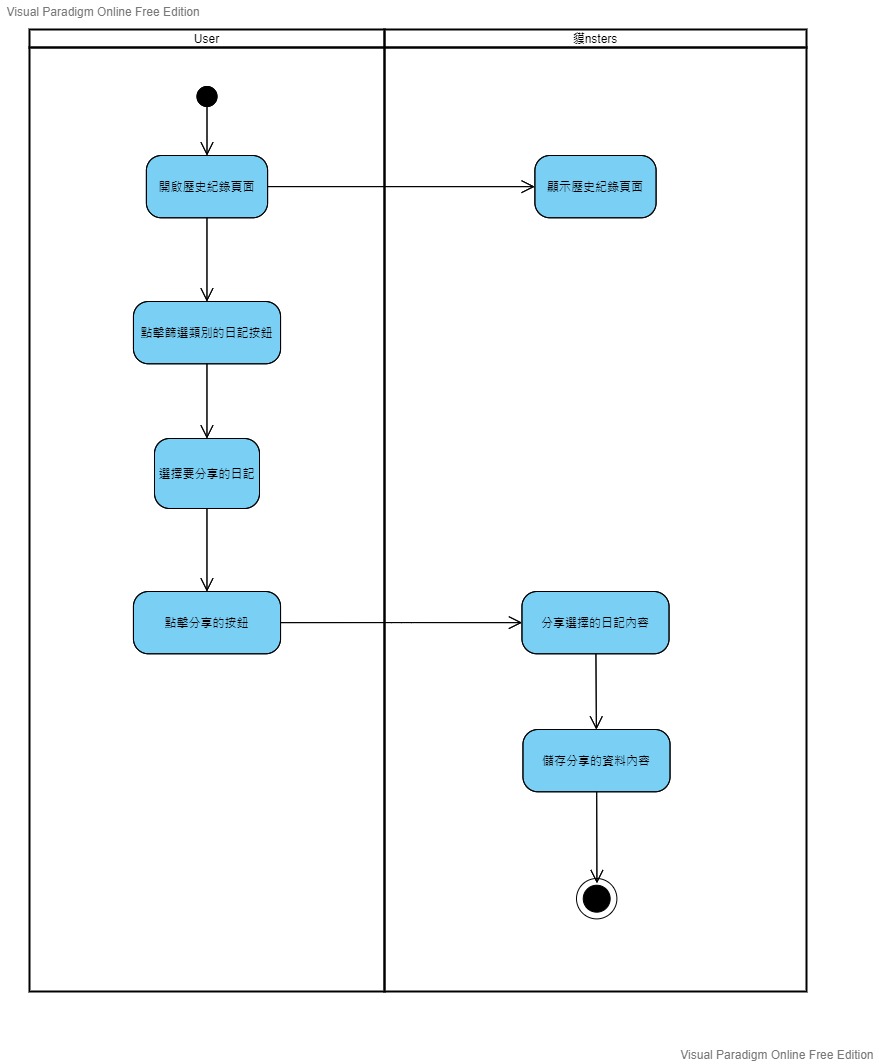 Visual Paradigm Online Free Edition
User
貘nsters
開啟歷史紀錄頁面
顯示歷史紀錄頁面
點擊篩選類別的日記按鈕
選擇要分享的日記
點擊分享的按鈕
分享選擇的日記內容
儲存分享的資料內容
Visual Paradigm Online Free Edition